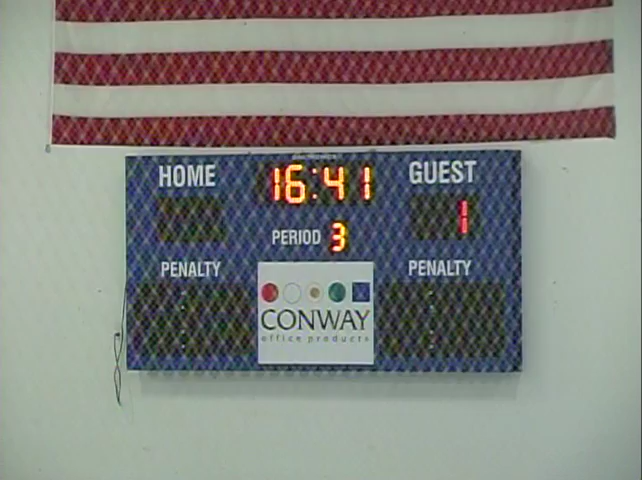 HOME 16:41 GUEST
1
PERIOD 3
PENALTY PENALTY
CONWAY
office products